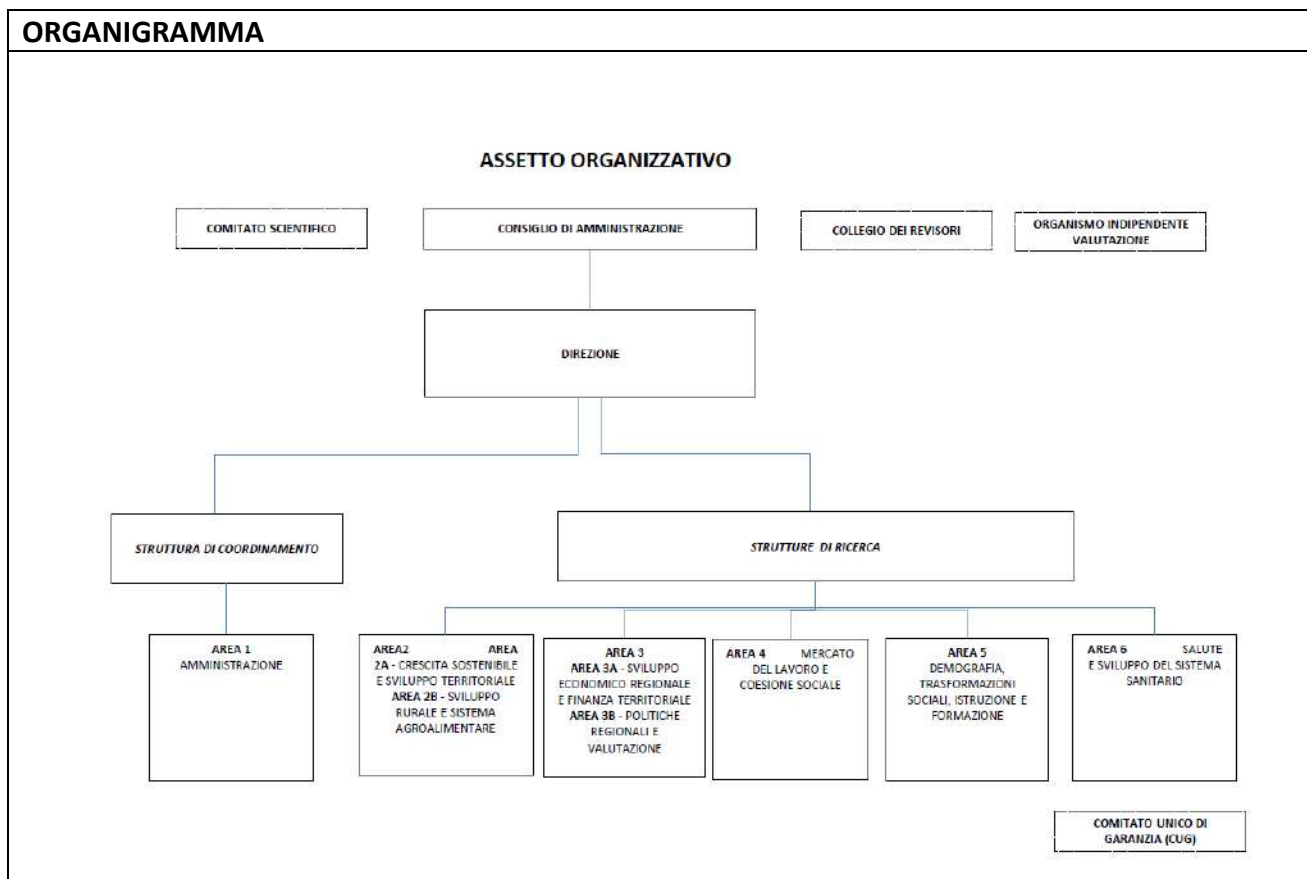 ORGANIGRAMMA
ASSETTO ORGANIZZATIVO
COMITATO SCIENTIFICO
CONSIGLIO DI AMMINISTRAZIONE
COLLEGIO DEI REVISORI
ORGANISMO INDIPENDENTE
VALUTAZIONE
DIREZIONE
STRUTTURA DI COORDINAMENTO
STRUTTURE DI RICERCA
AREA 1
AMMINISTRAZIONE
AREA2 AREA
2A - CRESCITA SOSTENIBILE
E SVILUPPO TERRITORIALE
AREA 2B - SVILUPPO
RURALE E SISTEMA
AGROALIMENTARE
AREA 3
AREA 3A - SVILUPPO
ECONOMICO REGIONALE
E FINANZA TERRITORIALE
AREA 3B - POLITICHE
REGIONALI E
VALUTAZIONE
AREA 4 MERCATO
DEL LAVORO E
COESIONE SOCIALE
AREA 5
DEMOGRAFIA,
TRASFORMAZIONI
SOCIALI, ISTRUZIONE E
FORMAZIONE
AREA 6 SALUTE
E SVILUPPO DEL SISTEMA
SANITARIO
COMITATO UNICO DI
GARANZIA (CUG)